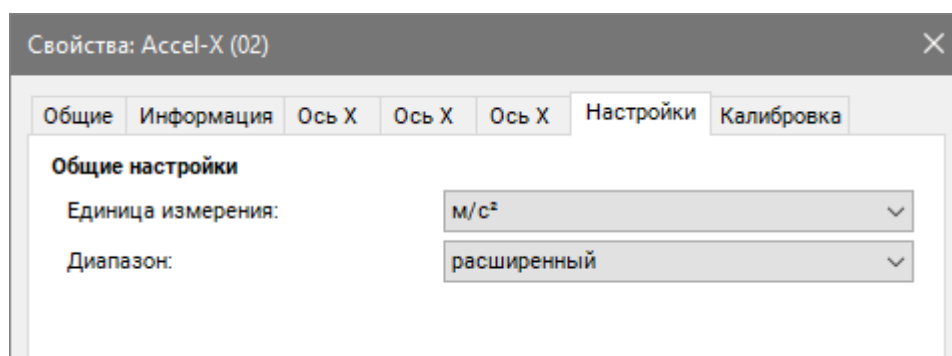 Свойства: Accel-X (02)
Общие Информация Ось X Ось X Ось X Настройки Калибровка
Общие настройки
Единица измерения: м/с²
Диапазон: расширенный